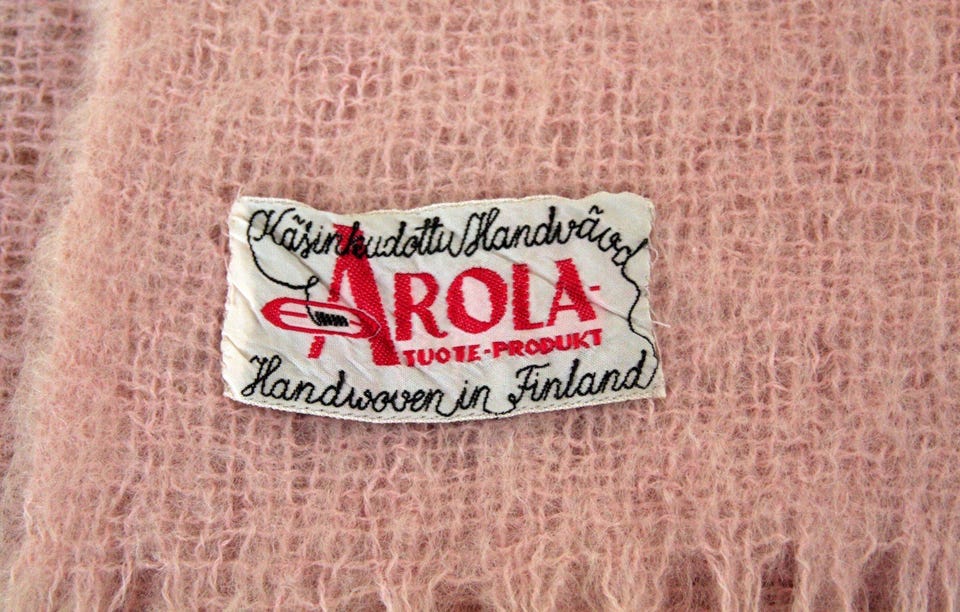 Käsinkudottu Handvävd
AROLA-
TUOTE-PRODUKT
Handwoven in Finland